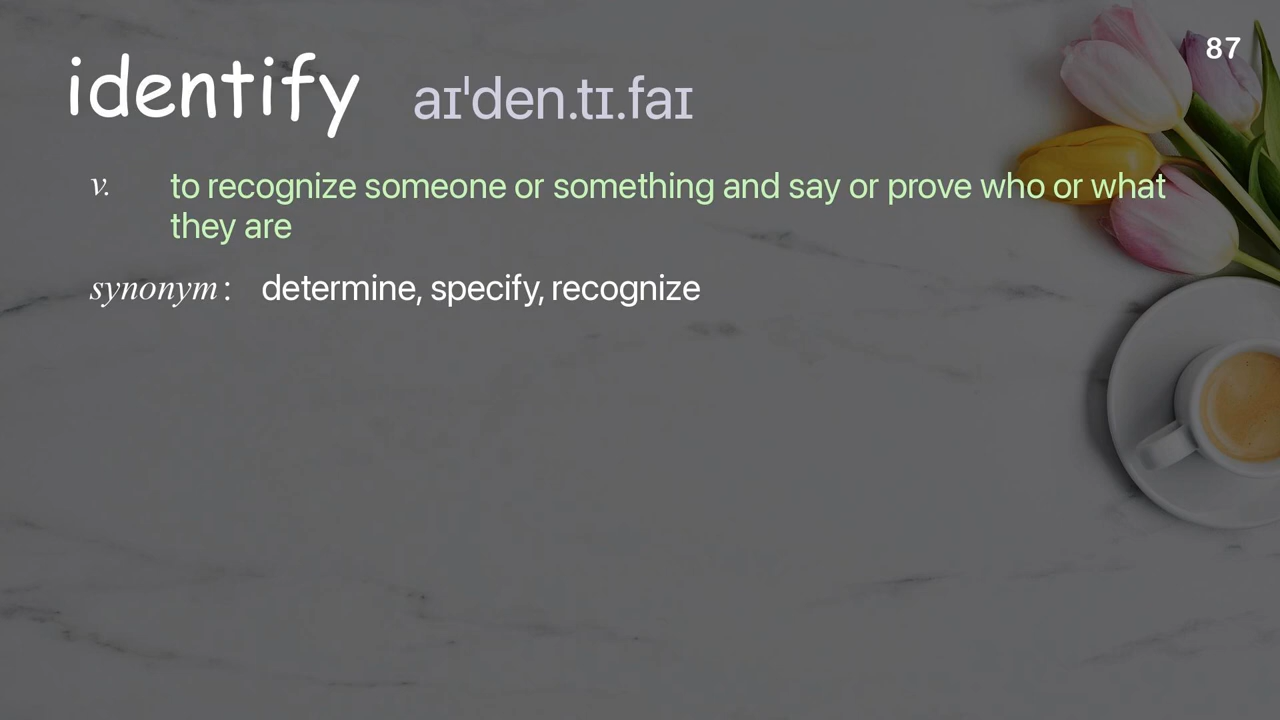 87
identify aɪˈden.tɪ.faɪ
v. to recognize someone or something and say or prove who or what
they are
synonym : determine, specify, recognize